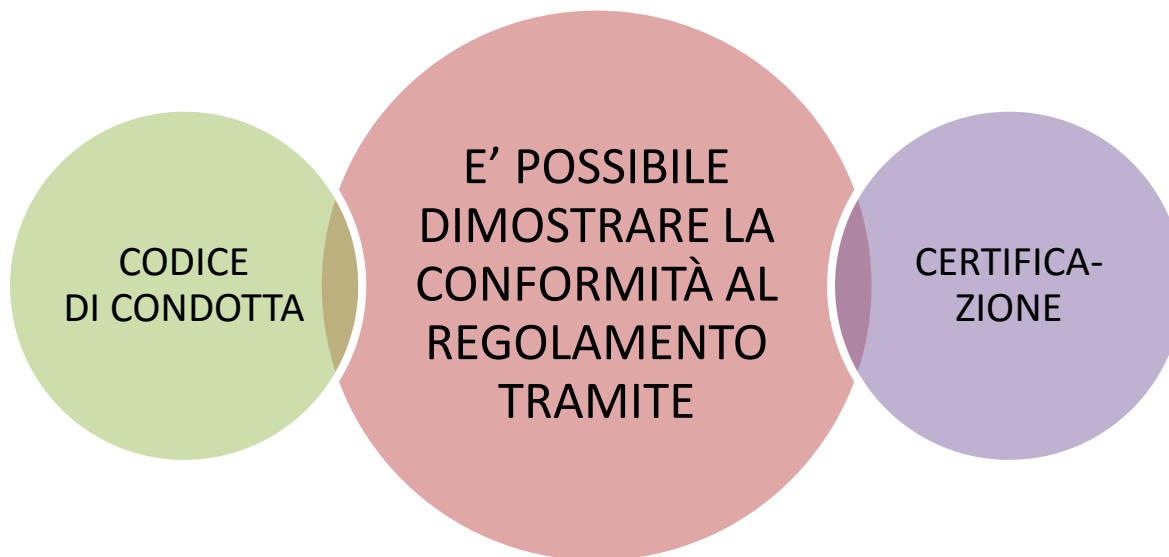 CODICE
DI CONDOTTA
E’ POSSIBILE
DIMOSTRARE LA
CONFORMITÀ AL
REGOLAMENTO
TRAMITE
CERTIFICA-
ZIONE